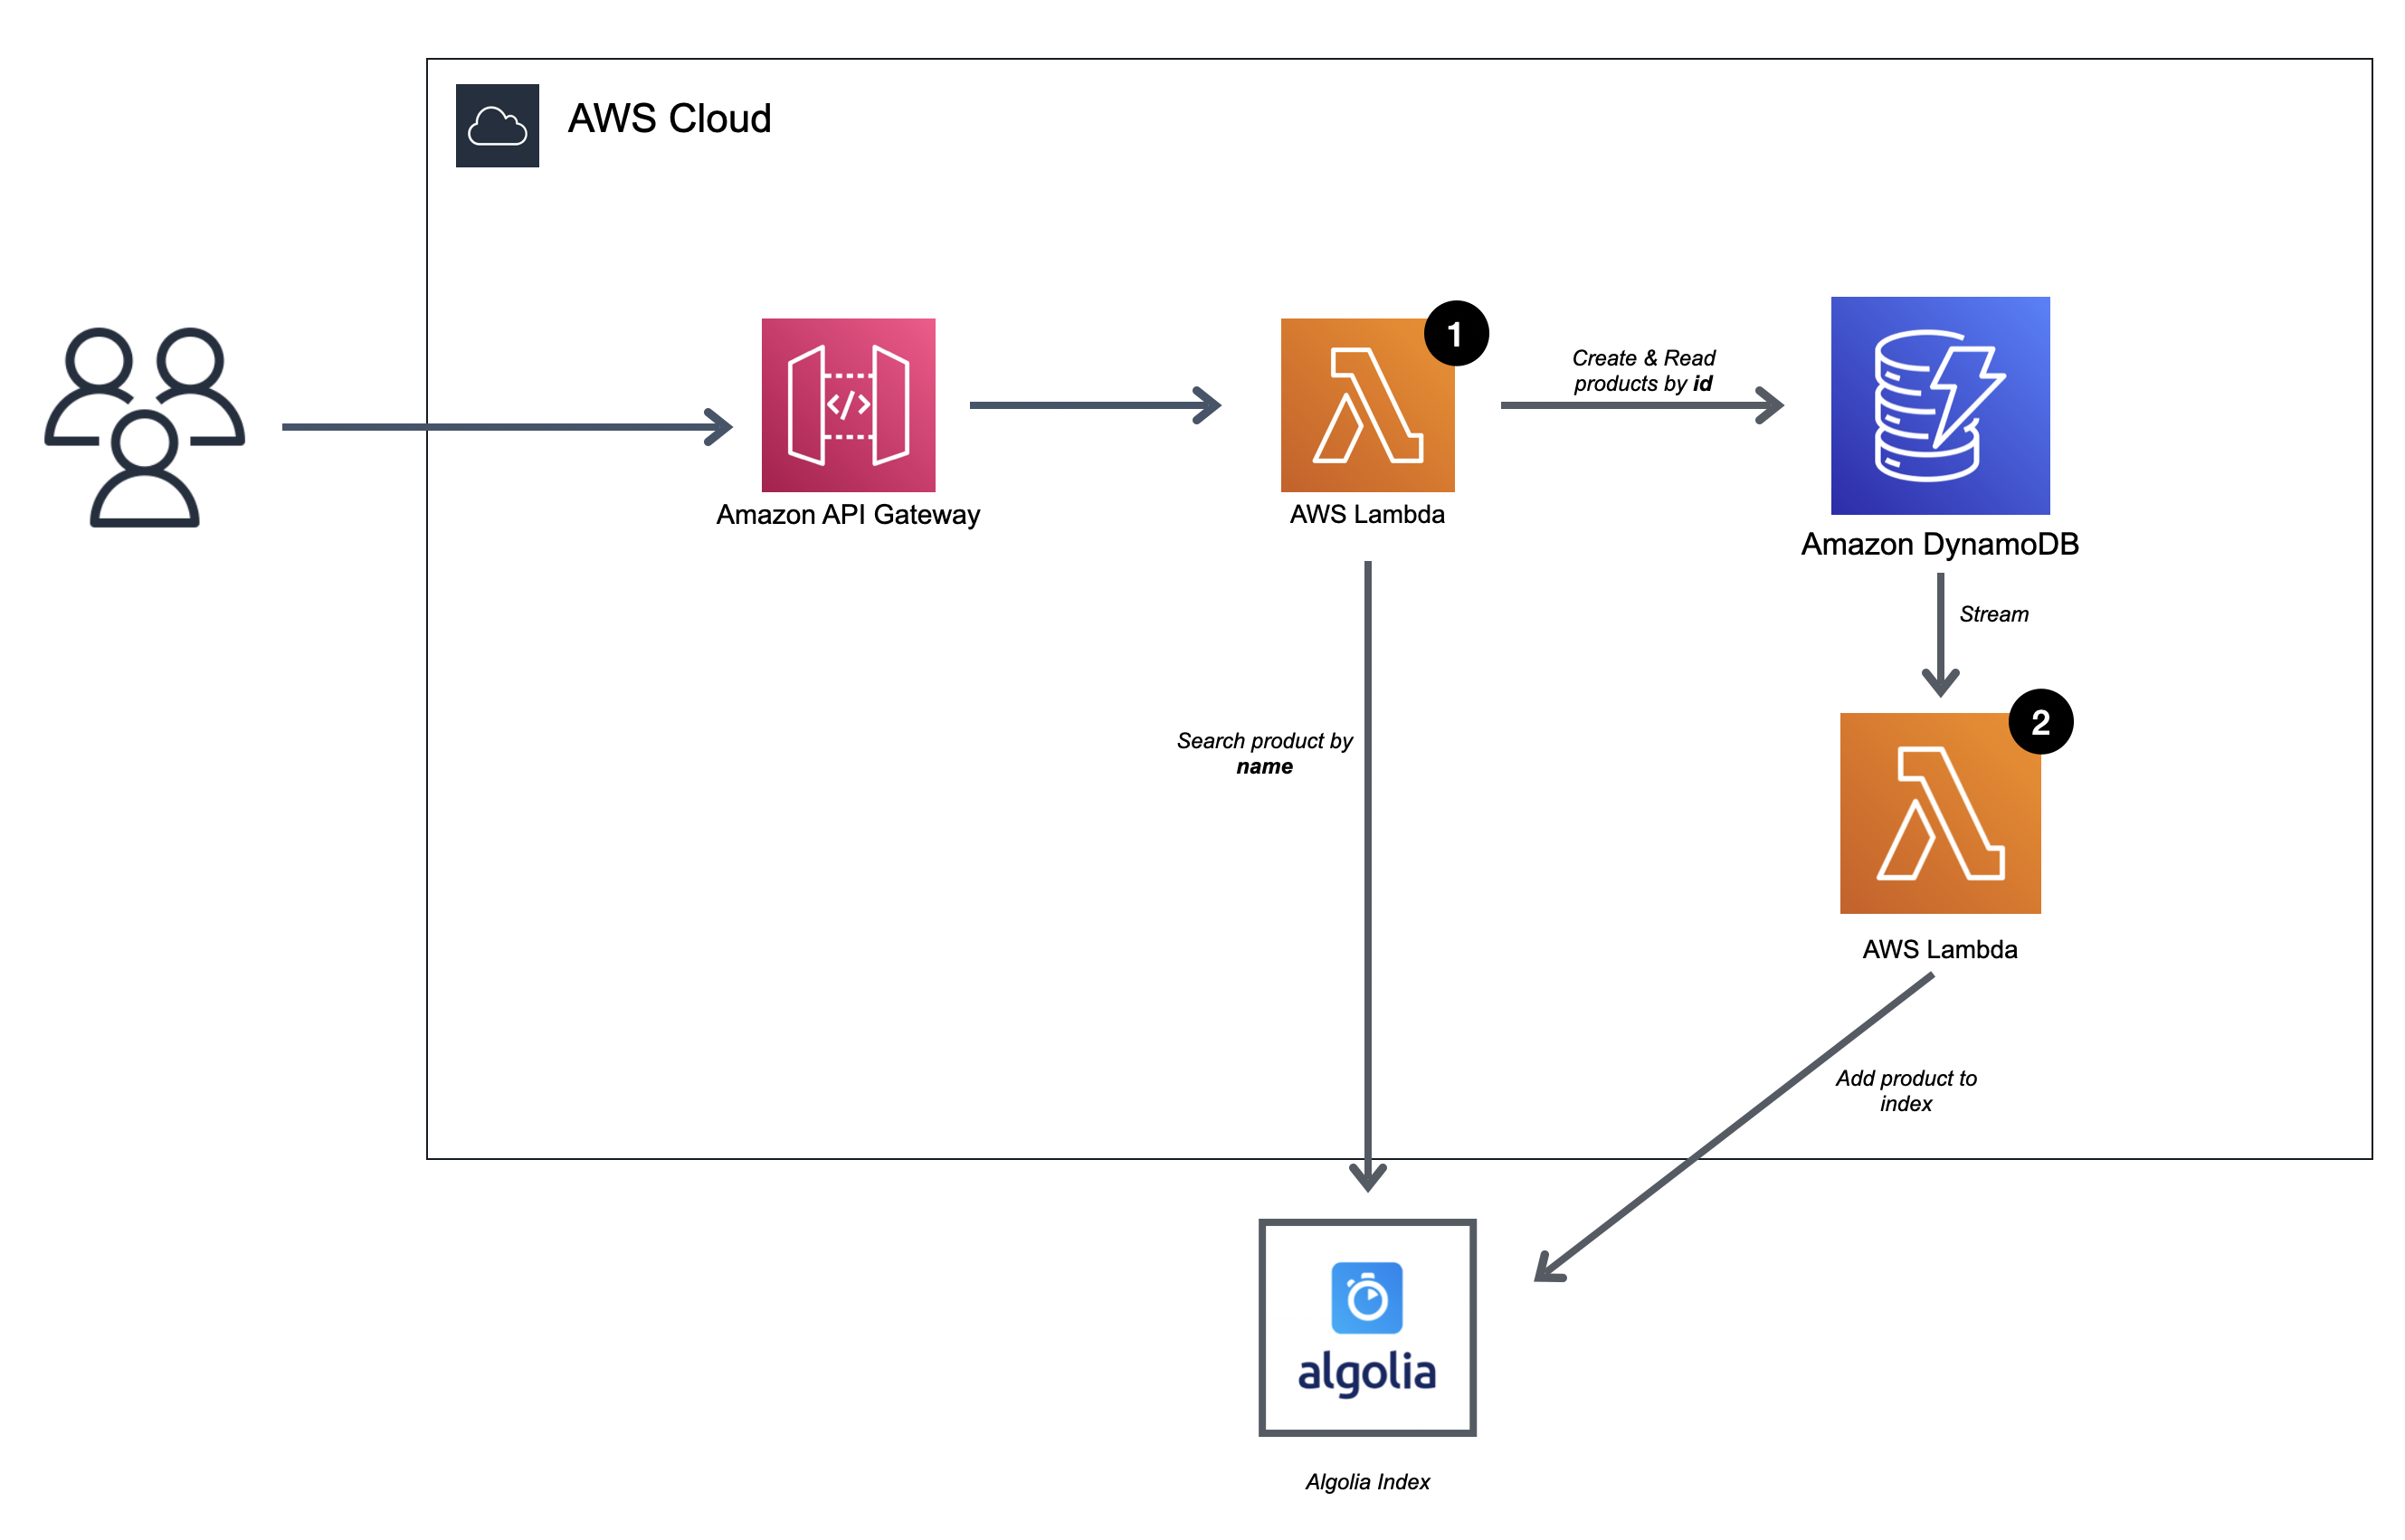 AWS Cloud
1
Create & Read
products by id
</>
Amazon API Gateway
AWS Lambda
Amazon DynamoDB
Stream
2
Search product by
name
AWS Lambda
Add product to
index
algolia
Algolia Index